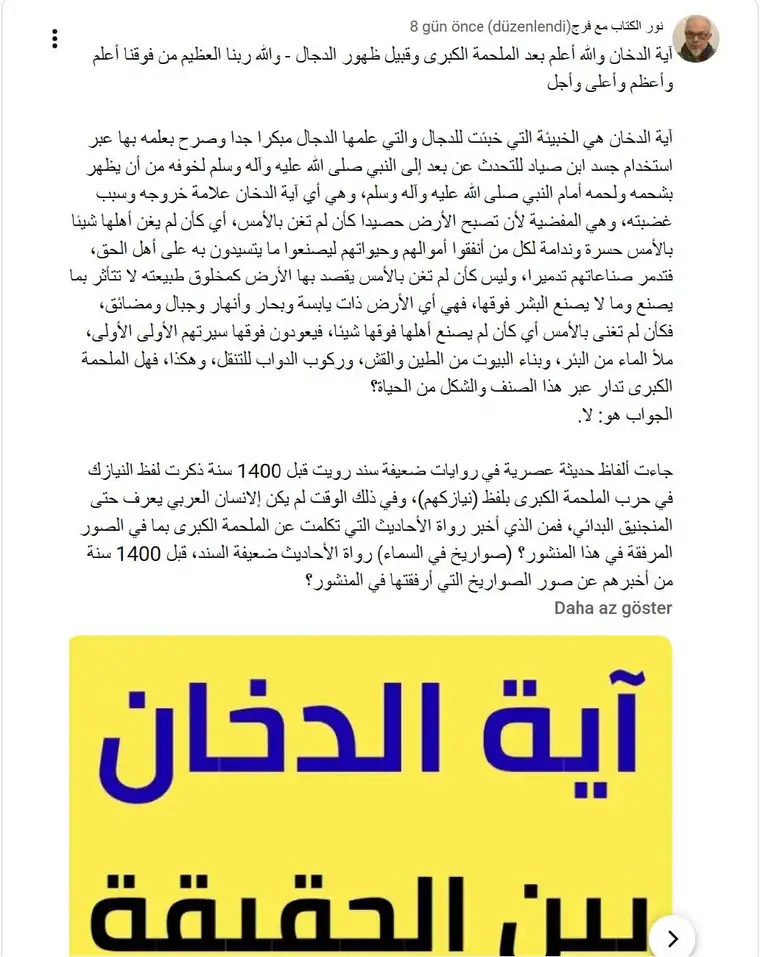 نور الكتاب مع فرج 8 gün önce (düzenlendi)
آية الدخان والله أعلم بعد الملحمة الكبرى وقبيل ظهور الدجال - والله ربنا العظيم من فوقنا أعلم
وأعظم وأعلى وأجل
آية الدخان هي الخبيئة التي خبئت للدجال والتي علمها الدجال مبكرا جدا وصرح بعلمه بها عبر
استخدام جسد ابن صياد للتحدث عن بعد إلى النبي صلى الله عليه وآله وسلم لخوفه من أن يظهر
بشحمه ولحمه أمام النبي صلى الله عليه وآله وسلم، وهي أي آية الدخان علامة خروجه وسبب
غضبته، وهي المفضية لأن تصبح الأرض حصيدا كأن لم تغن بالأمس، أي كأن لم يغن أهلها شيئا
بالأمس حسرة وندامة لكل من أنفقوا أموالهم وحيواتهم ليصنعوا ما يتسيدون به على أهل الحق،
فتدمر صناعاتهم تدميرا، وليس كأن لم تغن بالأمس يقصد بها الأرض كمخلوق طبيعته لا تتأثر بما
يصنع وما لا يصنع البشر فوقها، فهي أي الأرض ذات يابسة وبحار وأنهار وجبال ومضائق،
فكأن لم تغنى بالأمس أي كأن لم يصنع أهلها فوقها شيئا، فيعودون فوقها سيرتهم الأولى الأولى،
ملأ الماء من البئر، وبناء البيوت من الطين والقش، وركوب الدواب للتنقل، وهكذا، فهل الملحمة
الكبرى تدار عبر هذا الصنف والشكل من الحياة؟
الجواب هو: لا.
جاءت ألفاظ حديثة عصرية في روايات ضعيفة سند رويت قبل 1400 سنة ذكرت لفظ النيازك
في حرب الملحمة الكبرى بلفظ (نيازكهم)، وفي ذلك الوقت لم يكن إلانسان العربي يعرف حتى
المنجنيق البدائي، فمن الذي أخبر رواة الأحاديث التي تكلمت عن الملحمة الكبرى بما في الصور
المرفقة في هذا المنشور؟ (صواريخ في السماء) رواة الأحاديث ضعيفة السند، قبل 1400 سنة
من أخبرهم عن صور الصواريخ التي أرفقتها في المنشور؟
Daha az göster
آية الدخان
بين الحقيقة